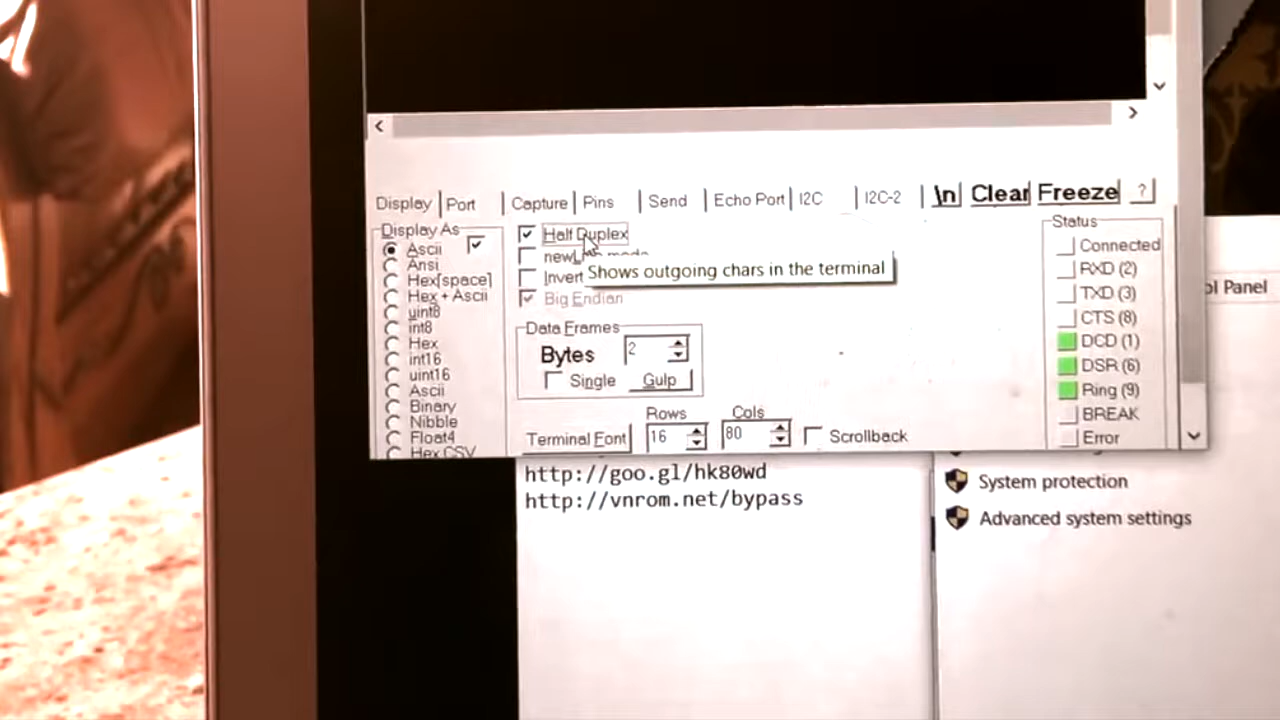 Display Port Capture Pins Send Echo Port I2C I2C-2 \n Clear Freeze ?
Display As
Ascii
Ansi
Hex[space]
Hex + Ascii
uint8
int8
Hex
int16
uint16
Ascii
Binary
Nibble
Float4
Hex CSV
Half Duplex
newLine mode
Invert
Shows outgoing chars in the terminal
Big Endian
Data Frames
Bytes 2
Single Gulp
Rows Cols
Terminal Font 16 80 Scrollback
Status
Connected
RXD (2)
TXD (3)
CTS (8)
DCD (1)
DSR (6)
Ring (9)
BREAK
Error
http://goo.gl/hk80wd
http://vnrom.net/bypass
Panel
System protection
Advanced system settings